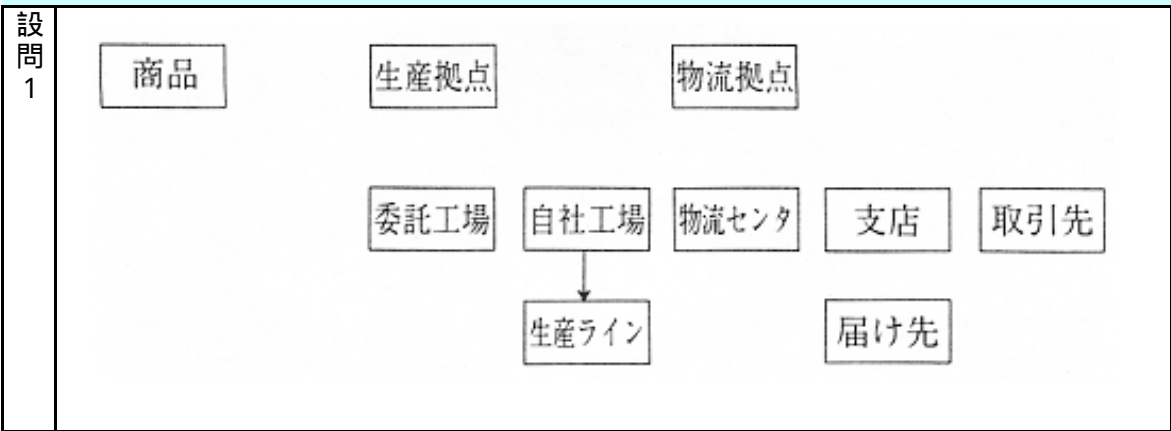 設問1
商品 生産拠点 物流拠点
委託工場 自社工場 物流センタ 支店 取引先
生産ライン 届け先